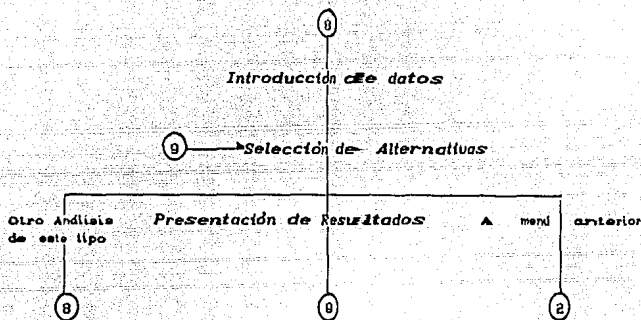 8
Introducción de datos
9 Selección de Alternativas
Otro Análisis Presentación de Resultados A menú anterior
de este tipo
8 9 2